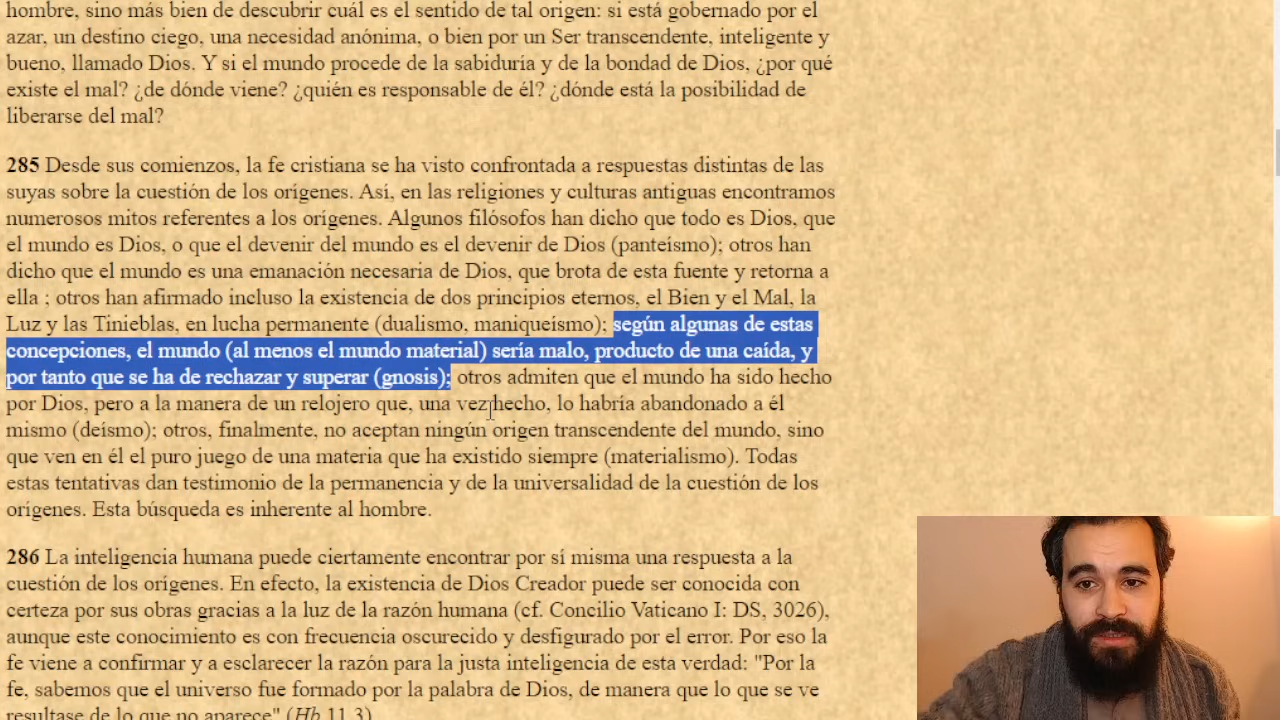 hombre, sino más bien de descubrir cuál es el sentido de tal origen: si está gobernado por el
azar, un destino ciego, una necesidad anónima, o bien por un Ser transcendente, inteligente y
bueno, llamado Dios. Y si el mundo procede de la sabiduría y de la bondad de Dios, ¿por qué
existe el mal? ¿de dónde viene? ¿quién es responsable de él? ¿dónde está la posibilidad de
liberarse del mal?
285 Desde sus comienzos, la fe cristiana se ha visto confrontada a respuestas distintas de las
suyas sobre la cuestión de los orígenes. Así, en las religiones y culturas antiguas encontramos
numerosos mitos referentes a los orígenes. Algunos filósofos han dicho que todo es Dios, que
el mundo es Dios, o que el devenir del mundo es el devenir de Dios (panteísmo); otros han
dicho que el mundo es una emanación necesaria de Dios, que brota de esta fuente y retorna a
ella ; otros han afirmado incluso la existencia de dos principios eternos, el Bien y el Mal, la
Luz y las Tinieblas, en lucha permanente (dualismo, maniqueísmo); según algunas de estas
concepciones, el mundo (al menos el mundo material) sería malo, producto de una caída, y
por tanto que se ha de rechazar y superar (gnosis); otros admiten que el mundo ha sido hecho
por Dios, pero a la manera de un relojero que, una vez hecho, lo habría abandonado a él
mismo (deísmo); otros, finalmente, no aceptan ningún origen transcendente del mundo, sino
que ven en él el puro juego de una materia que ha existido siempre (materialismo). Todas
estas tentativas dan testimonio de la permanencia y de la universalidad de la cuestión de los
orígenes. Esta búsqueda es inherente al hombre.
286 La inteligencia humana puede ciertamente encontrar por sí misma una respuesta a la
cuestión de los orígenes. En efecto, la existencia de Dios Creador puede ser conocida con
certeza por sus obras gracias a la luz de la razón humana (cf. Concilio Vaticano I: DS, 3026),
aunque este conocimiento es con frecuencia oscurecido y desfigurado por el error. Por eso la
fe viene a confirmar y a esclarecer la razón para la justa inteligencia de esta verdad: "Por la
fe, sabemos que el universo fue formado por la palabra de Dios, de manera que lo que se ve
resultase de lo que no aparece" (Hb 11,3).